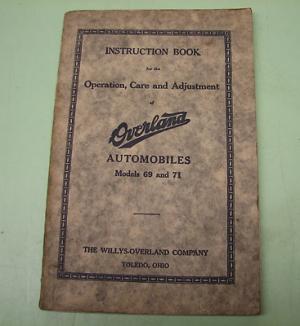 INSTRUCTION BOOK
for the
Operation, Care and Adjustment
of
Overland
AUTOMOBILES
Models 69 and 71
THE WILLYS-OVERLAND COMPANY
TOLEDO, OHIO